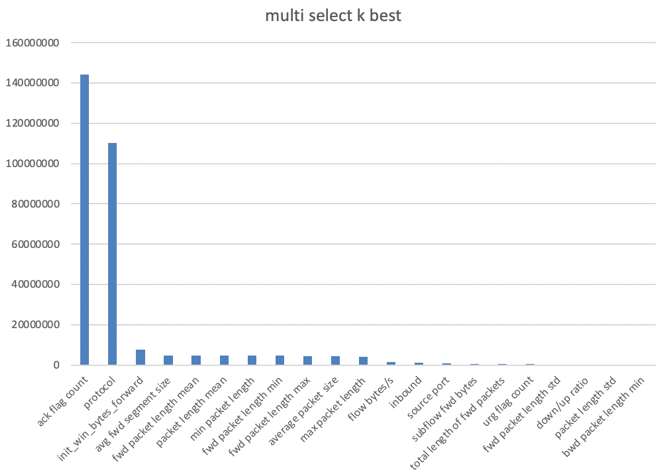 multi select k best
160000000
140000000
120000000
100000000
80000000
60000000
40000000
20000000
0
ack flag count
protocol
init_win_bytes_forward
avg fwd segment size
fwd packet length mean
packet length mean
min packet length
fwd packet length min
fwd packet length max
average packet size
max packet length
flow bytes/s
inbound
source port
subflow fwd bytes
total length of fwd packets
urg flag count
fwd packet length std
down/up ratio
packet length std
bwd packet length min